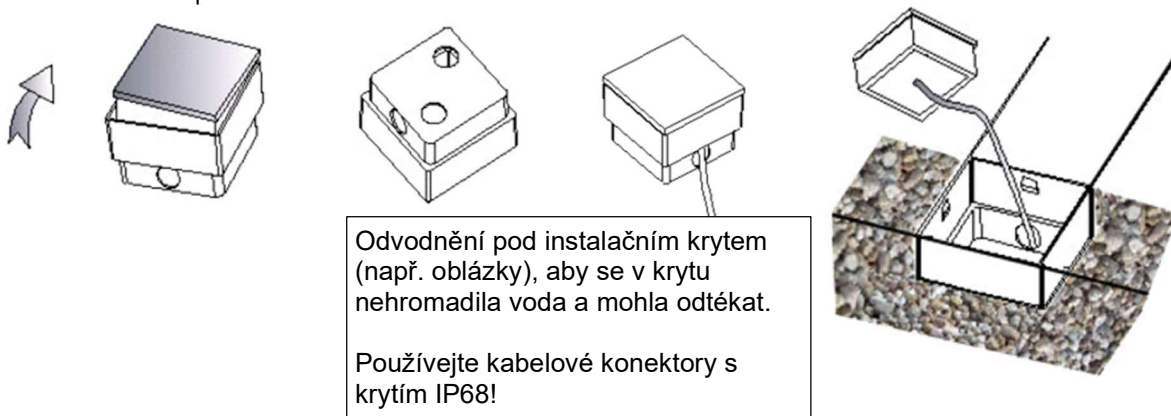 Odvodnění pod instalačním krytem
(např. oblázky), aby se v krytu
nehromadila voda a mohla odtékat.
Používejte kabelové konektory s
krytím IP68!